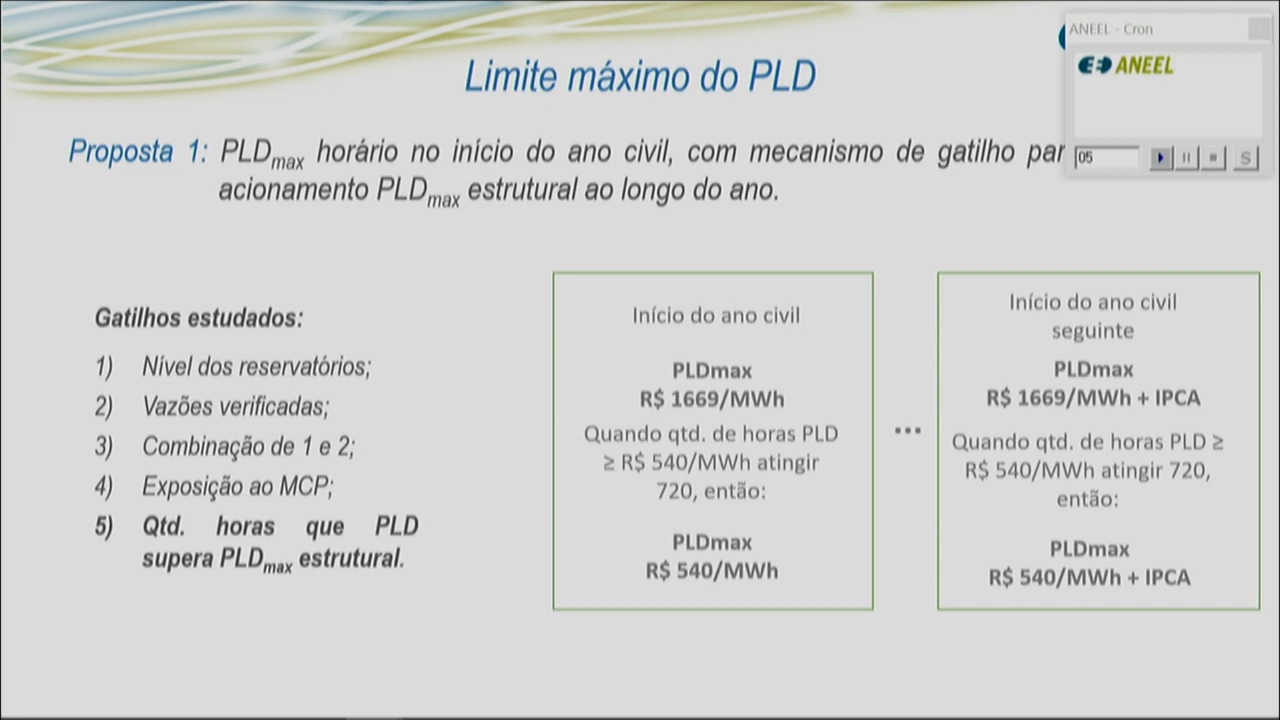 Limite máximo do PLD
ANEEL - Cron
ANEEL
05
S
Proposta 1: PLDmax horário no início do ano civil, com mecanismo de gatilho par
acionamento PLDmax estrutural ao longo do ano.
Gatilhos estudados:
1) Nível dos reservatórios;
2) Vazões verificadas;
3) Combinação de 1 e 2;
4) Exposição ao MCP;
5) Qtd. horas que PLD
supera PLDmax estrutural.
Início do ano civil
PLDmax
R$ 1669/MWh
Quando qtd. de horas PLD
≥ R$ 540/MWh atingir
720, então:
PLDmax
R$ 540/MWh
...
Início do ano civil
seguinte
PLDmax
R$ 1669/MWh + IPCA
Quando qtd. de horas PLD ≥
R$ 540/MWh atingir 720,
então:
PLDmax
R$ 540/MWh + IPCA